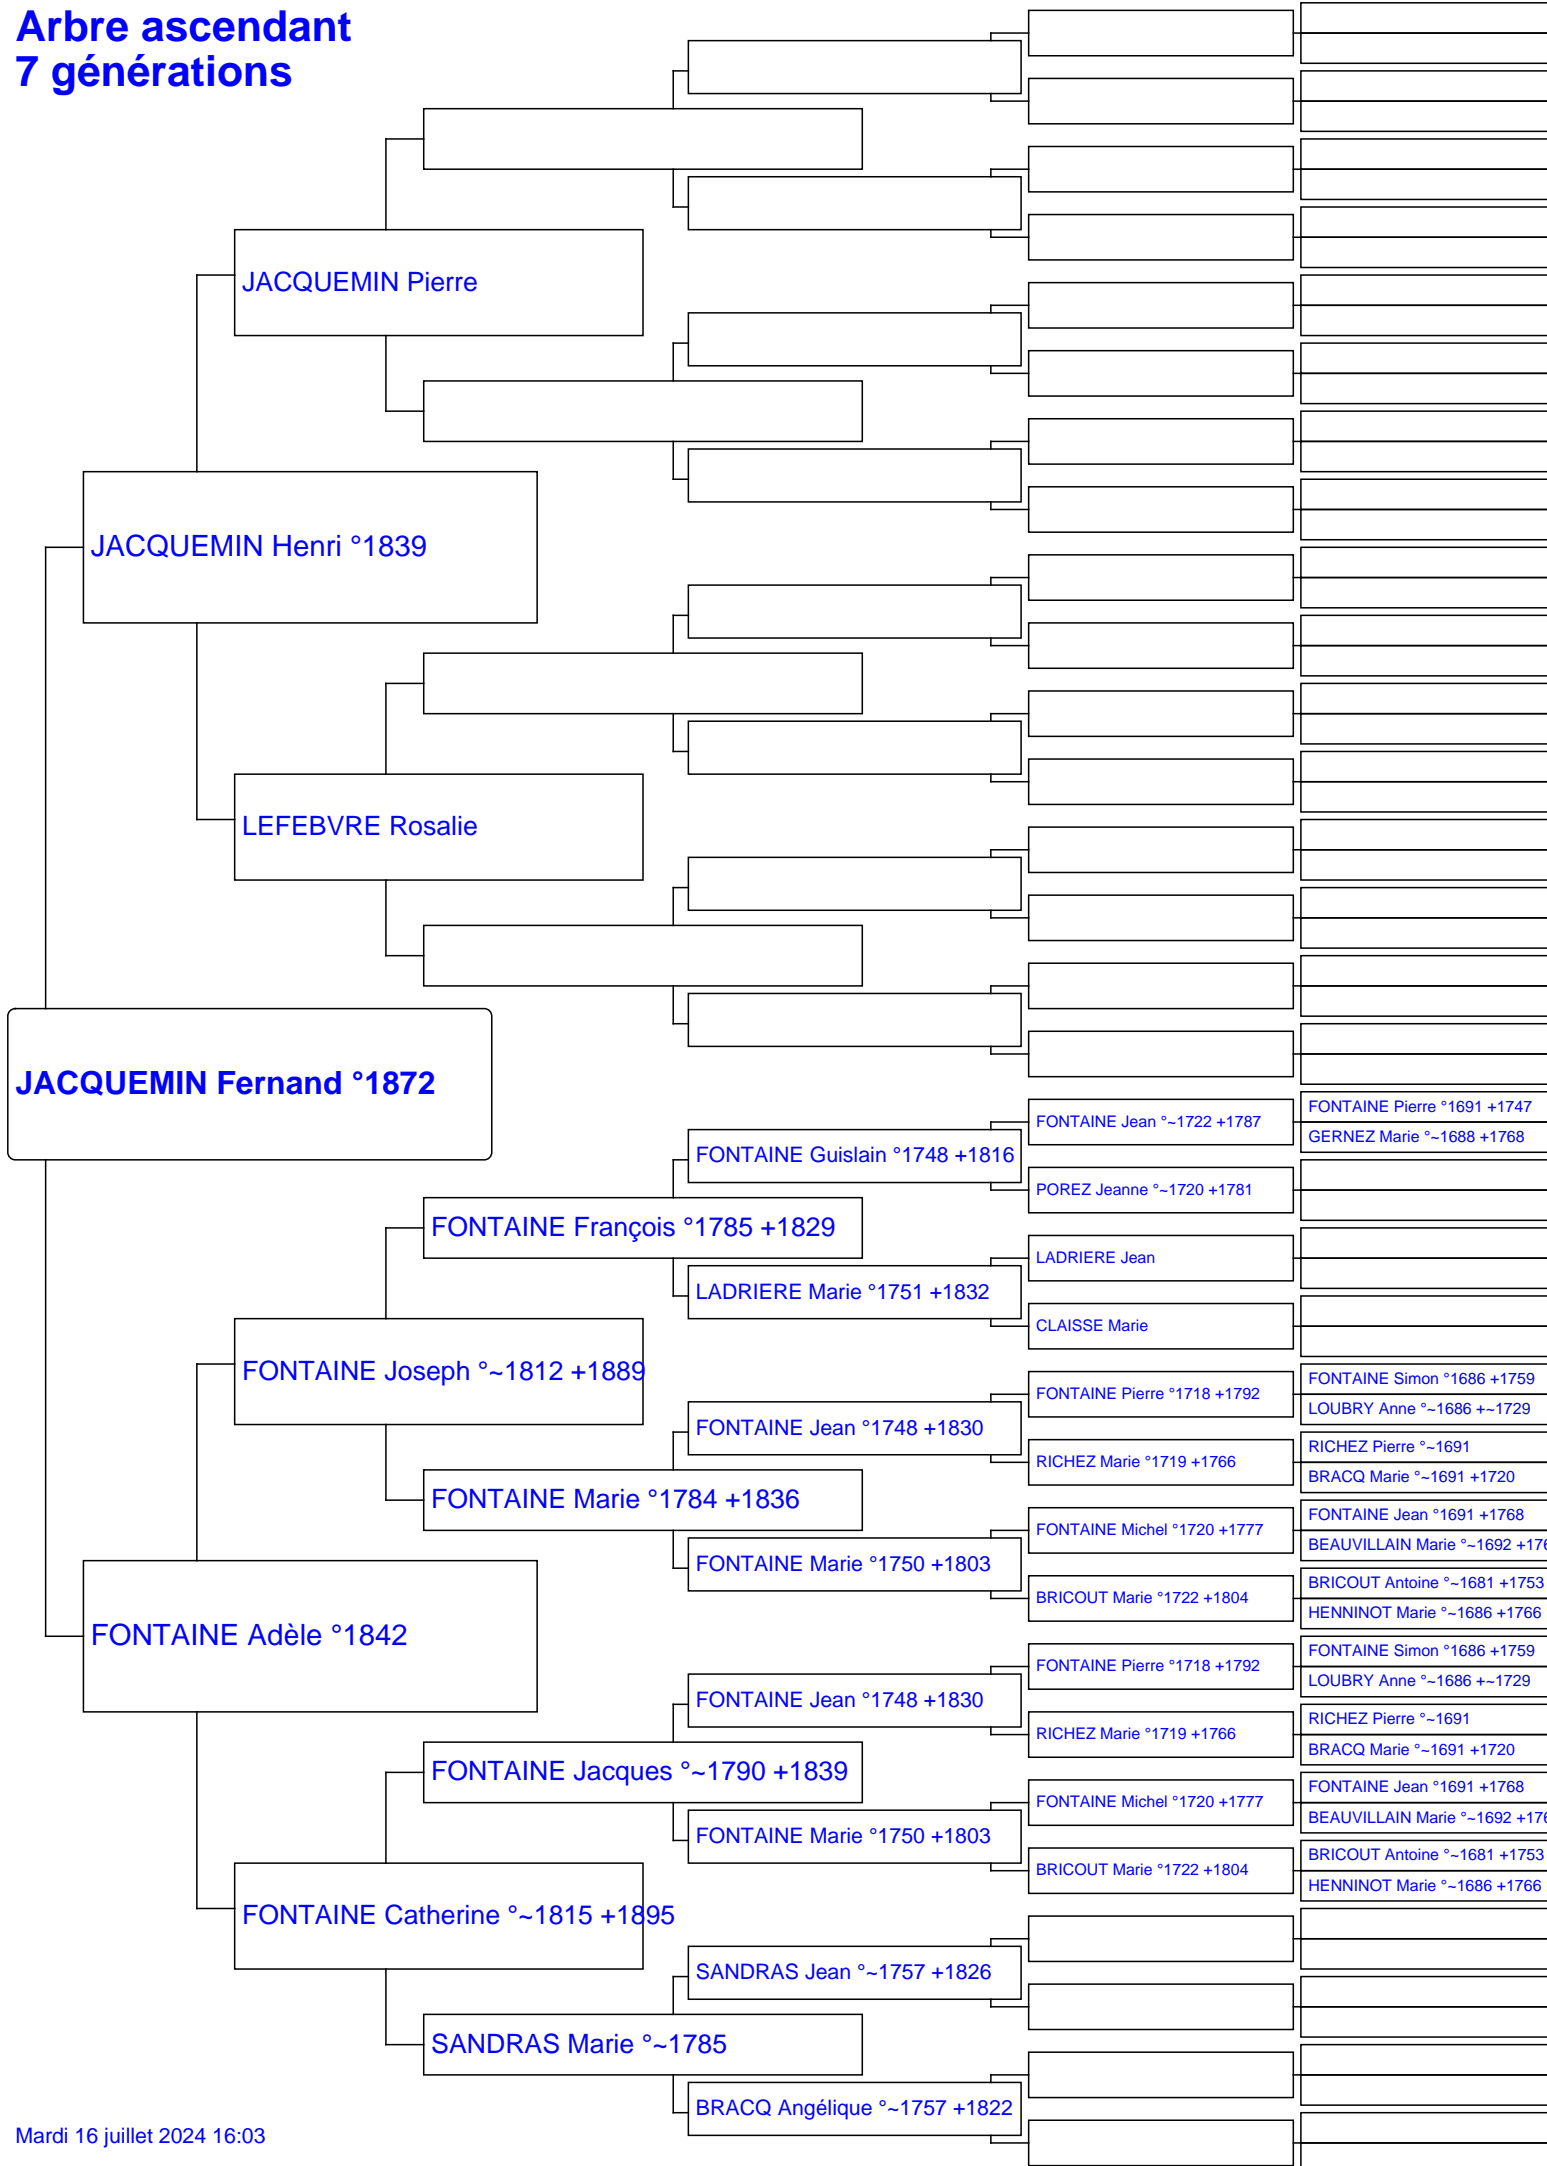 Arbre ascendant
7 générations
JACQUEMIN Pierre
JACQUEMIN Henri °1839
LEFEBVRE Rosalie
JACQUEMIN Fernand °1872
FONTAINE Pierre °1691 +1747
FONTAINE Jean °~1722 +1787
GERNEZ Marie °~1688 +1768
FONTAINE Guislain °1748 +1816
POREZ Jeanne °~1720 +1781
FONTAINE François °1785 +1829
LADRIERE Jean
LADRIERE Marie °1751 +1832
CLAISSE Marie
FONTAINE Joseph °~1812 +1889
FONTAINE Simon °1686 +1759
FONTAINE Pierre °1718 +1792
LOUBRY Anne °~1686 +~1729
FONTAINE Jean °1748 +1830
RICHEZ Pierre °~1691
RICHEZ Marie °1719 +1766
BRACQ Marie °~1691 +1720
FONTAINE Marie °1784 +1836
FONTAINE Jean °1691 +1768
FONTAINE Michel °1720 +1777
BEAUVILLAIN Marie °~1692
FONTAINE Marie °1750 +1803
BRICOUT Antoine °~1681 +1753
BRICOUT Marie °1722 +1804
HENNINOT Marie °~1686 +1766
FONTAINE Adèle °1842
FONTAINE Simon °1686 +1759
FONTAINE Pierre °1718 +1792
LOUBRY Anne °~1686 +~1729
FONTAINE Jean °1748 +1830
RICHEZ Pierre °~1691
RICHEZ Marie °1719 +1766
BRACQ Marie °~1691 +1720
FONTAINE Jacques °~1790 +1839
FONTAINE Jean °1691 +1768
FONTAINE Michel °1720 +1777
BEAUVILLAIN Marie °~1692
FONTAINE Marie °1750 +1803
BRICOUT Antoine °~1681 +1753
BRICOUT Marie °1722 +1804
HENNINOT Marie °~1686 +1766
FONTAINE Catherine °~1815 +1895
SANDRAS Jean °~1757 +1826
SANDRAS Marie °~1785
BRACQ Angélique °~1757 +1822
Mardi 16 juillet 2024 16:03